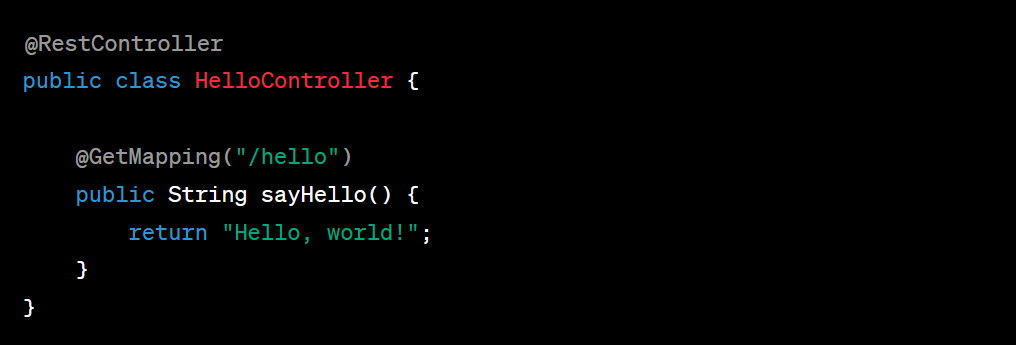 @RestController
public class HelloController {
@GetMapping("/hello")
public String sayHello() {
return "Hello, world!";
}
}